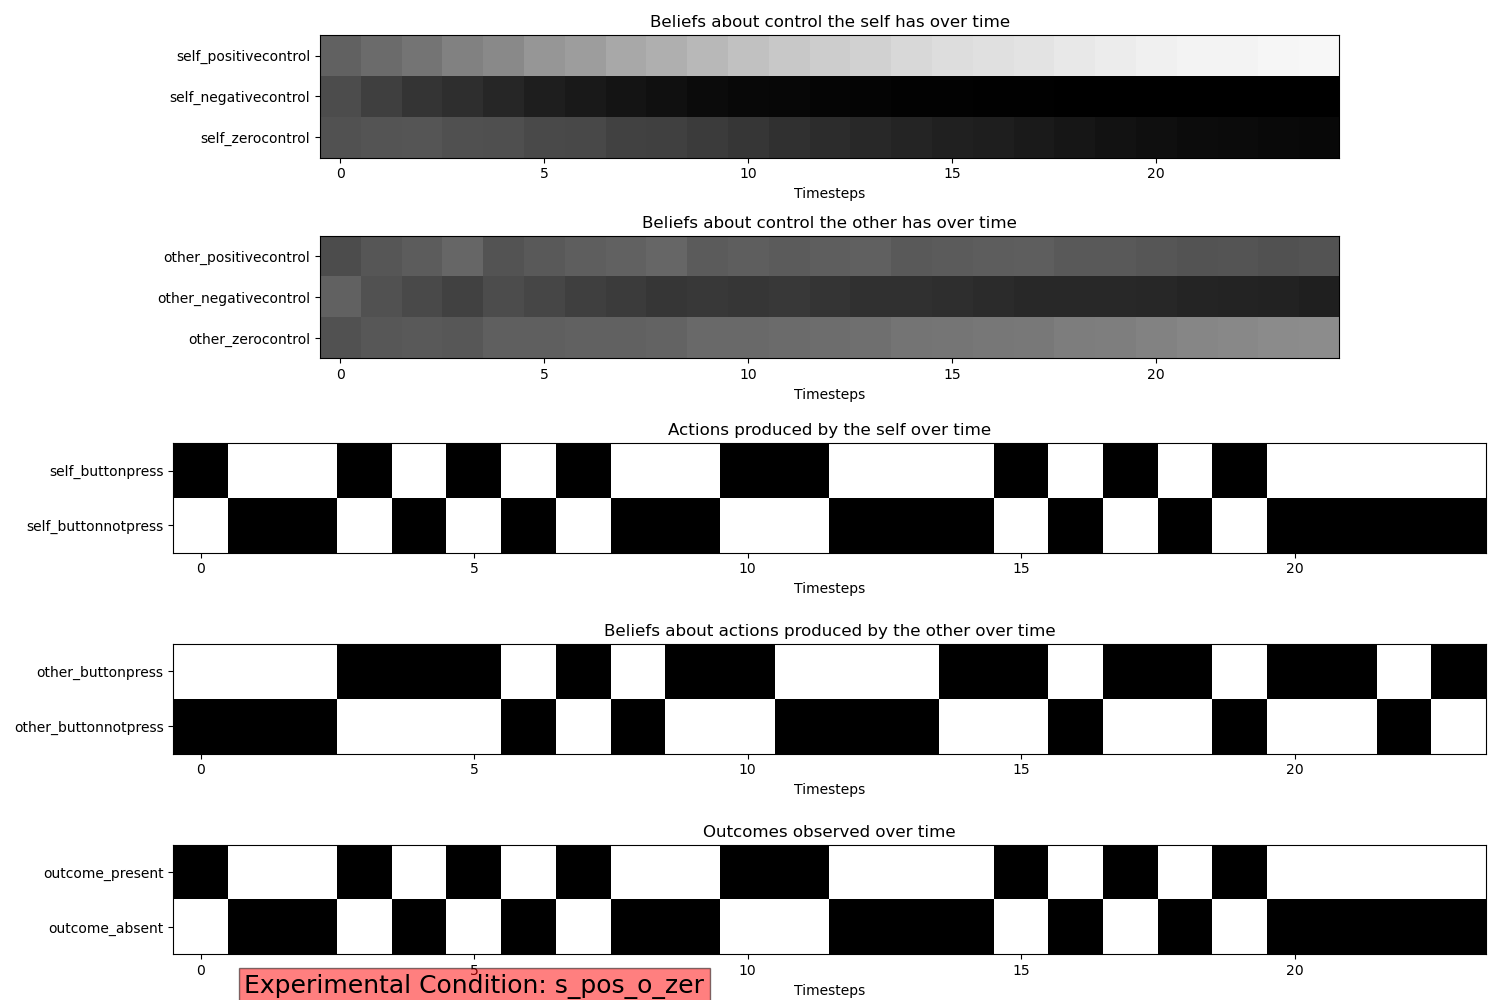 Beliefs about control the self has over time
self_positivecontrol
self_negativecontrol
self_zerocontrol
0 5 10 15 20
Timesteps
Beliefs about control the other has over time
other_positivecontrol
other_negativecontrol
other_zerocontrol
0 5 10 15 20
Timesteps
Actions produced by the self over time
self_buttonpress
self_buttonnotpress
0 5 10 15 20
Timesteps
Beliefs about actions produced by the other over time
other_buttonpress
other_buttonnotpress
0 5 10 15 20
Timesteps
Outcomes observed over time
outcome_present
outcome_absent
0 5 10 15 20
Experimental Condition: s_pos_o_zer
Timesteps